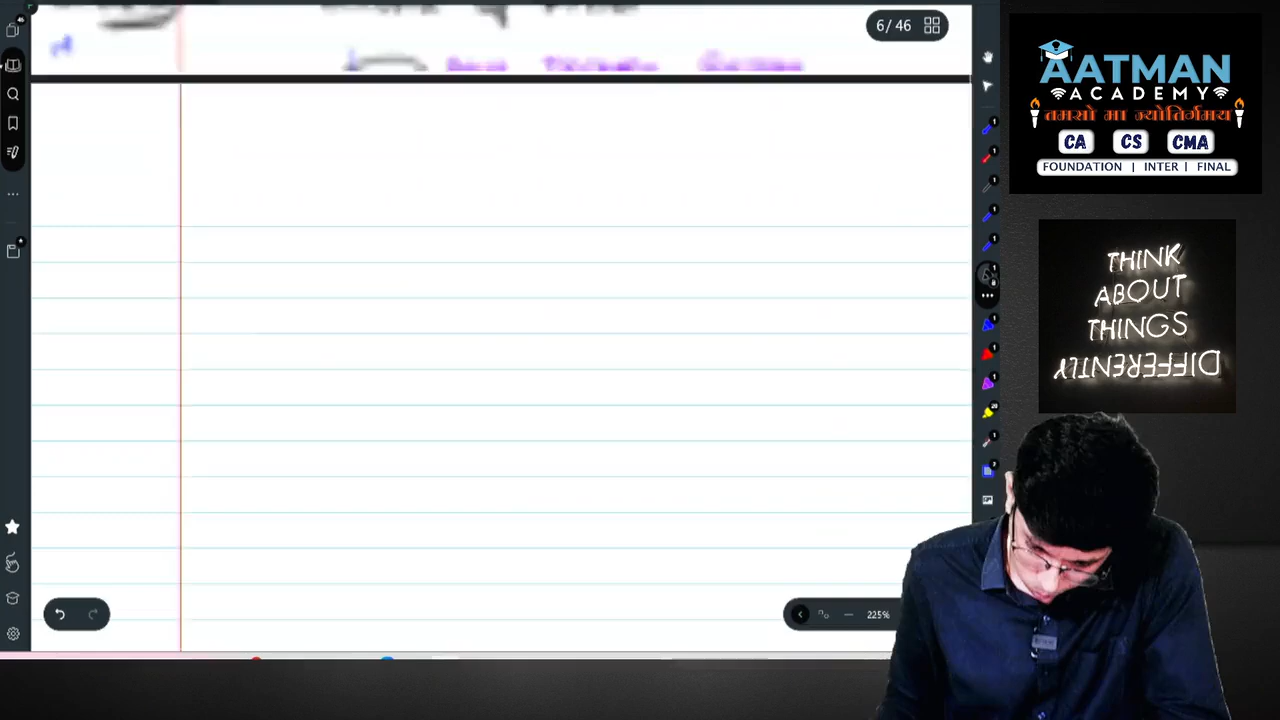 6 / 46
AATMAN
ACADEMY
तमसो मा ज्योतिर्गमय
CA CS CMA
FOUNDATION | INTER | FINAL
THINK
ABOUT
THINGS
DIFFERENTLY
225%